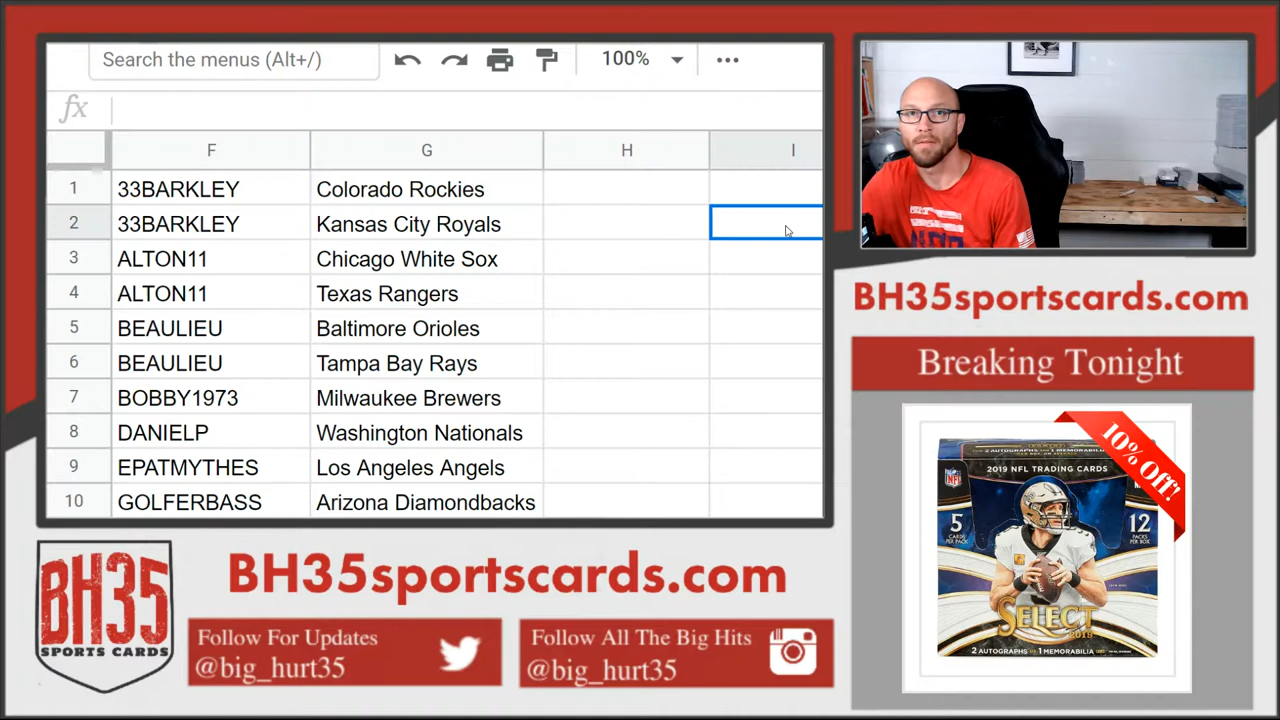 Search the menus (Alt+/)
100%
fx
F G H I
1 33BARKLEY Colorado Rockies
2 33BARKLEY Kansas City Royals
3 ALTON11 Chicago White Sox
4 ALTON11 Texas Rangers
5 BEAULIEU Baltimore Orioles
6 BEAULIEU Tampa Bay Rays
7 BOBBY1973 Milwaukee Brewers
8 DANIELP Washington Nationals
9 EPATMYTHES Los Angeles Angels
10 GOLFERBASS Arizona Diamondbacks
BH35sportscards.com
Breaking Tonight
10% Off!
2019 NFL TRADING CARDS
NFL
5
CARDS
PER PACK
12
PACKS
PER BOX
SELECT
2019
2 AUTOGRAPHS
1 MEMORABILIA
BH35
SPORTS CARDS
BH35sportscards.com
Follow For Updates
@big_hurt35
Follow All The Big Hits
@big_hurt35